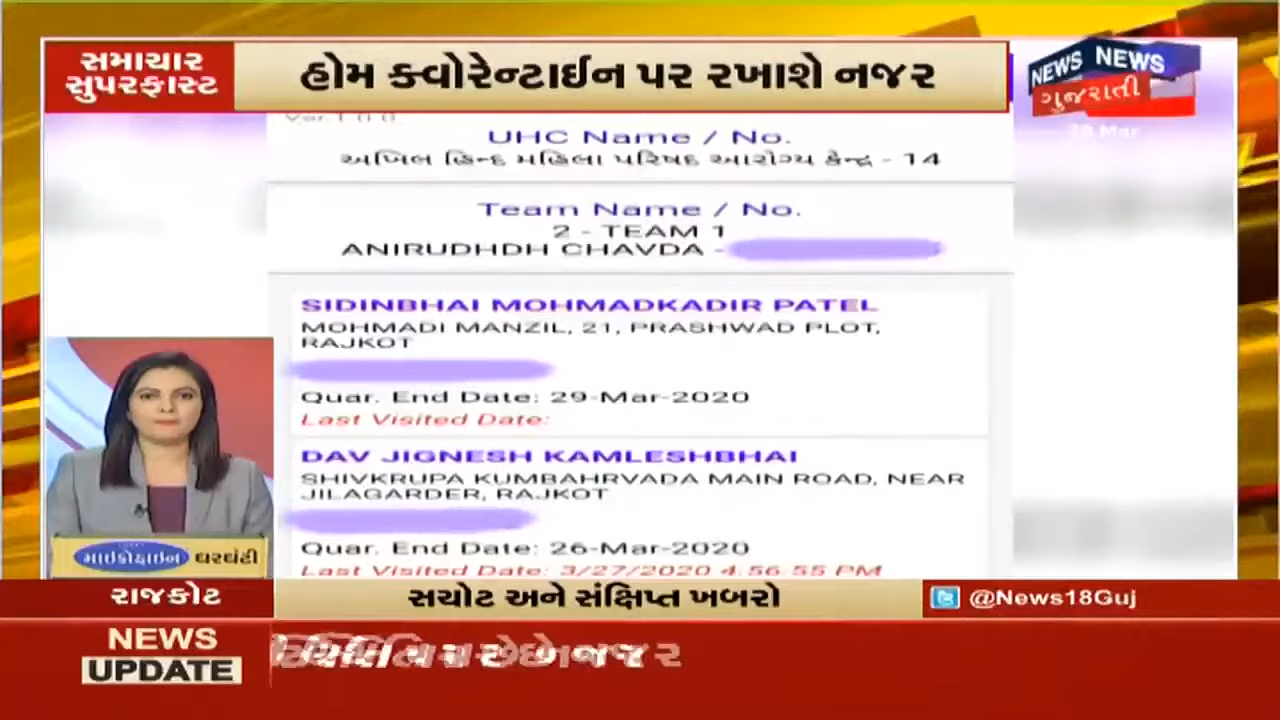 સમાચાર
સુપરફાસ્ટ
હોમ ક્વોરેન્ટાઈન પર રખાશે નજર
NEWS NEWS
ગુજરાતી
UHC Name / No.
અખિલ હિન્દ મહિલા પરિષદ આરોગ્ય કેન્દ્ર - 14
Team Name / No.
2 - TEAM 1
ANIRUDHDH CHAVDA -
SIDINBHAI MOHMADKADIR PATEL
MOHMADI MANZIL, 21, PRASHWAD PLOT,
RAJKOT
Quar. End Date: 29-Mar-2020
Last Visited Date:
DAV JIGNESH KAMLESHBHAI
SHIVKRUPA KUMBAHRVADA MAIN ROAD, NEAR
JILAGARDER, RAJKOT
Quar. End Date: 26-Mar-2020
Last Visited Date: 3/27/2020 4:56:55 PM
માઈક્રોફાઈન ઘરઘંટી
રાજકોટ
સચોટ અને સંક્ષિપ્ત ખબરો
@News18Guj
NEWS
UPDATE